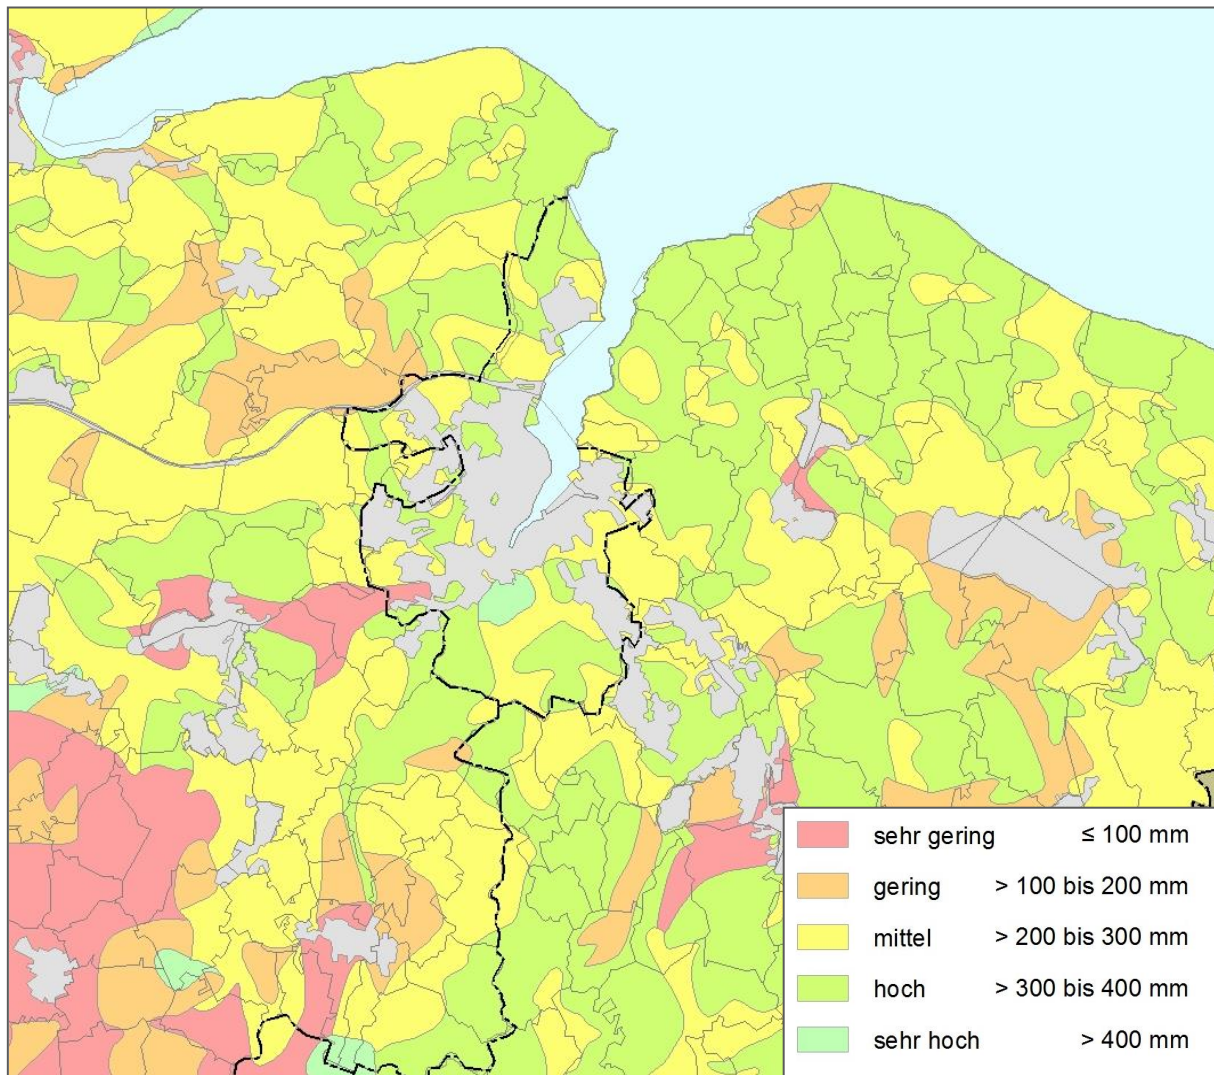 sehr gering ≤ 100 mm
gering > 100 bis 200 mm
mittel > 200 bis 300 mm
hoch > 300 bis 400 mm
sehr hoch > 400 mm